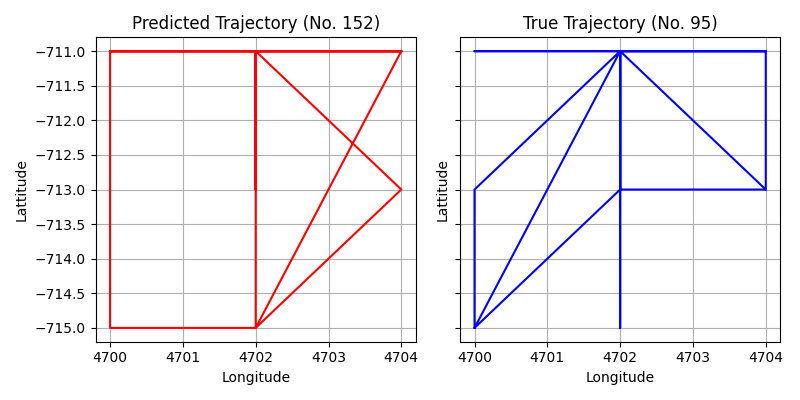 Predicted Trajectory (No. 152)
True Trajectory (No. 95)
−711.0
−711.5
−712.0
−712.5
−713.0
−713.5
−714.0
−714.5
−715.0
Lattitude
Lattitude
4700 4701 4702 4703 4704
4700 4701 4702 4703 4704
Longitude
Longitude